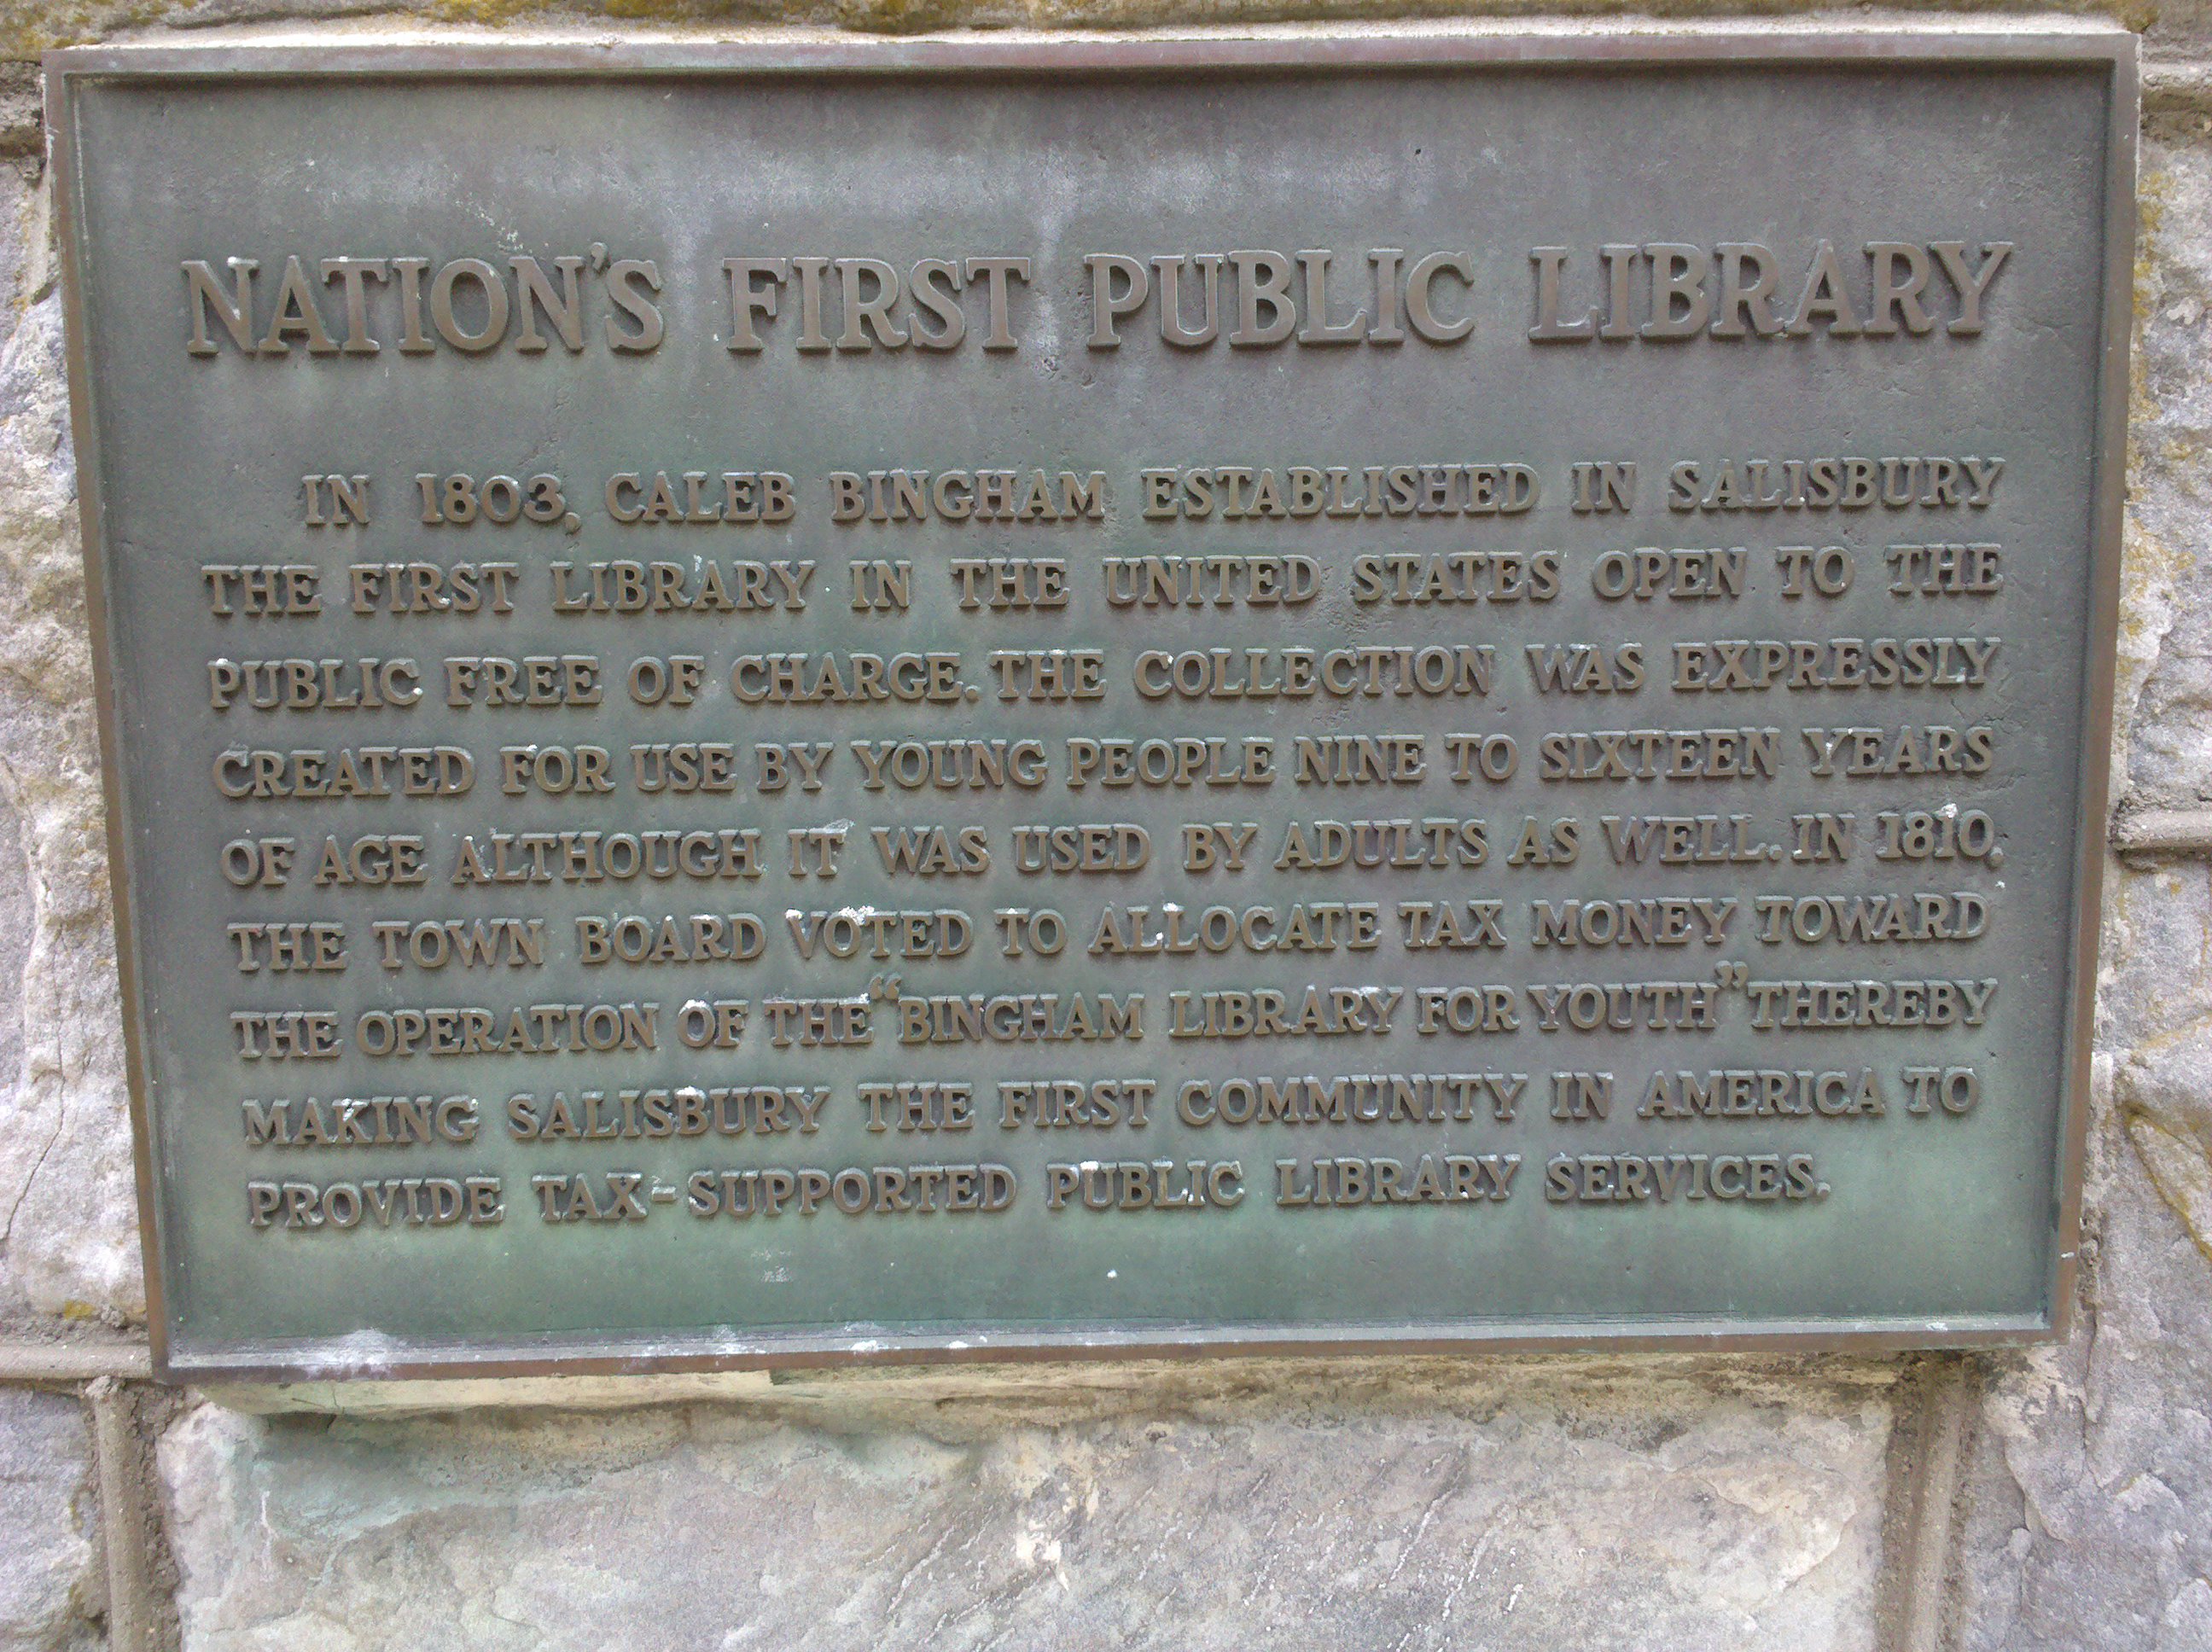 NATION'S FIRST PUBLIC LIBRARY
IN 1803, CALEB BINGHAM ESTABLISHED IN SALISBURY
THE FIRST LIBRARY IN THE UNITED STATES OPEN TO THE
PUBLIC FREE OF CHARGE. THE COLLECTION WAS EXPRESSLY
CREATED FOR USE BY YOUNG PEOPLE NINE TO SIXTEEN YEARS
OF AGE ALTHOUGH IT WAS USED BY ADULTS AS WELL. IN 1810,
THE TOWN BOARD VOTED TO ALLOCATE TAX MONEY TOWARD
THE OPERATION OF THE “BINGHAM LIBRARY FOR YOUTH” THEREBY
MAKING SALISBURY THE FIRST COMMUNITY IN AMERICA TO
PROVIDE TAX-SUPPORTED PUBLIC LIBRARY SERVICES.